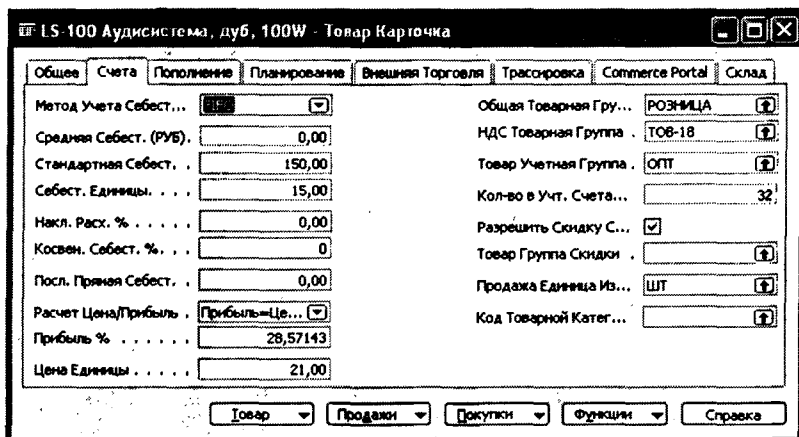 LS-100 Аудисистема, дуб, 100W - Товар Карточка
Общее Счета Пополнение Планирование Внешняя Торговля Трассировка Commerce Portal Склад
Метод Учета Себест...
Средняя Себест. (РУБ). 0,00
Стандартная Себест. . 150,00
Себест. Единицы. . . . 15,00
Накл. Расх. % . . . . . 0,00
Косвен. Себест. %. . . 0
Посл. Прямая Себест. . 0,00
Расчет Цена/Прибыль . Прибыль=Це...
Прибыль % . . . . . . 28,57143
Цена Единицы . . . . . 21,00
Общая Товарная Гру... РОЗНИЦА
НДС Товарная Группа . ТОВ-18
Товар Учетная Группа . ОПТ
Кол-во в Учт. Счета... 32
Разрешить Скидку С...
Товар Группа Скидки .
Продажа Единица Из... ШТ
Код Товарной Катег...
Товар Продажи Покупки Функции Справка